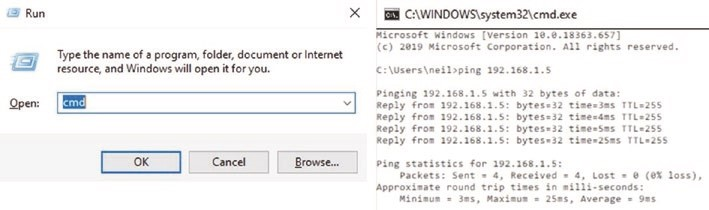 Run
Type the name of a program, folder, document or Internet
resource, and Windows will open it for you.
Open:
cmd
OK
Cancel
Browse...
C:\WINDOWS\system32\cmd.exe
Microsoft Windows [Version 10.0.18363.657]
(c) 2019 Microsoft Corporation. All rights reserved.
C:\Users\neil>ping 192.168.1.5
Pinging 192.168.1.5 with 32 bytes of data:
Reply from 192.168.1.5: bytes=32 time=3ms TTL=255
Reply from 192.168.1.5: bytes=32 time=4ms TTL=255
Reply from 192.168.1.5: bytes=32 time=5ms TTL=255
Reply from 192.168.1.5: bytes=32 time=25ms TTL=255
Ping statistics for 192.168.1.5:
Packets: Sent = 4, Received = 4, Lost = 0 (0% loss),
Approximate round trip times in milli-seconds:
Minimum = 3ms, Maximum = 25ms, Average = 9ms